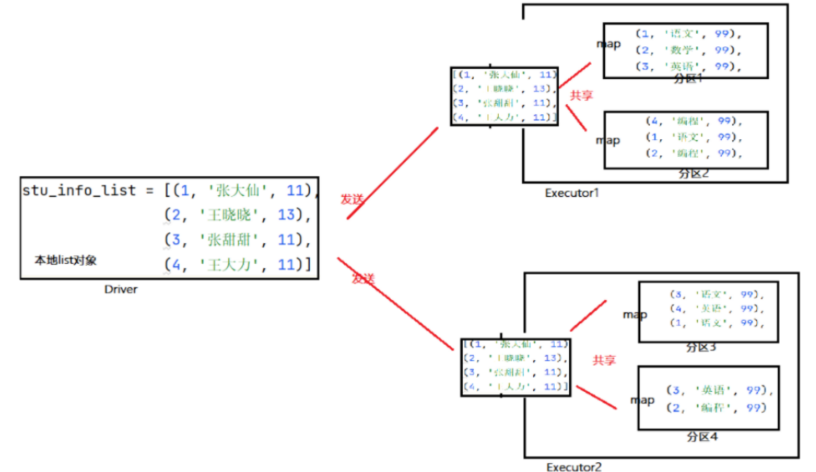 stu_info_list = [(1, '张大仙', 11),
(2, '王晓晓', 13),
(3, '张甜甜', 11),
(4, '王大力', 11)]
本地list对象
Driver
发送
发送
[(1, '张大仙', 11)
(2, '王晓晓', 13),
(3, '张甜甜', 11),
(4, '王大力', 11)]
共享
map
(1, '语文', 99),
(2, '数学', 99),
(3, '英语', 99),
分区1
map
(4, '编程', 99),
(1, '语文', 99),
(2, '编程', 99),
分区2
Executor1
[(1, '张大仙', 11)
(2, '王晓晓', 13),
(3, '张甜甜', 11),
(4, '王大力', 11)]
共享
map
(3, '语文', 99),
(4, '英语', 99),
(1, '语文', 99),
分区3
map
(3, '英语', 99),
(2, '编程', 99)
分区4
Executor2